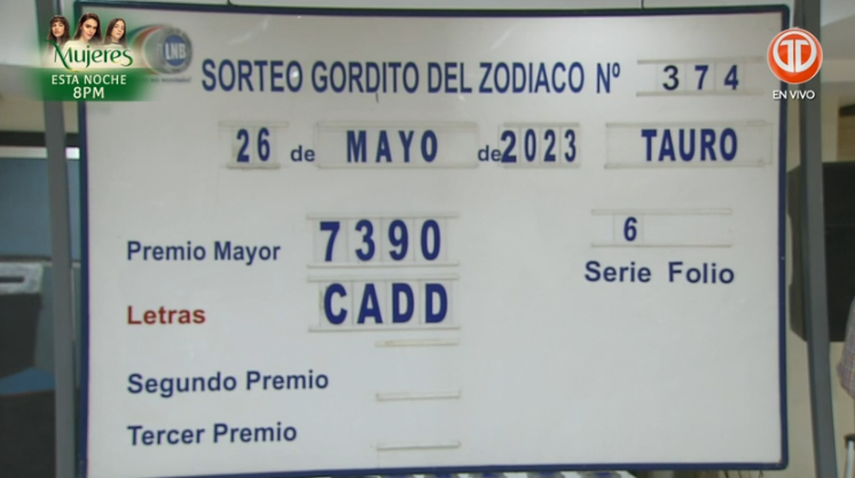 Mujeres
ESTA NOCHE
8PM
LNB
SORTEO GORDITO DEL ZODIACO Nº 374
EN VIVO
26 de MAYO de 2023 TAURO
Premio Mayor 7390 6
Serie Folio
Letras CADD
Segundo Premio
Tercer Premio